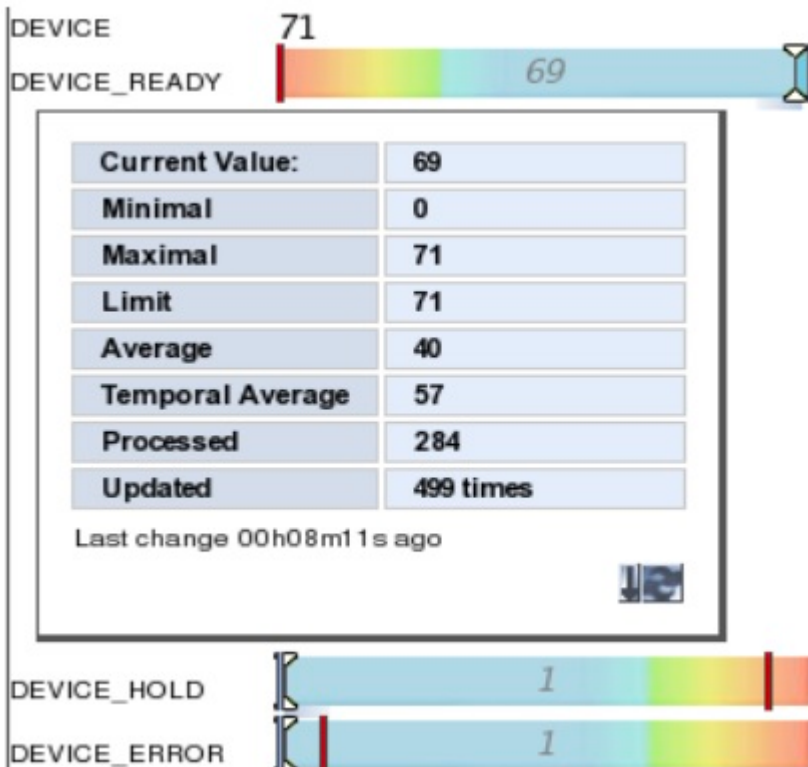 DEVICE 71
DEVICE_READY 69
Current Value: 69
Minimal 0
Maximal 71
Limit 71
Average 40
Temporal Average 57
Processed 284
Updated 499 times
Last change 00h08m11s ago
DEVICE_HOLD 1
DEVICE_ERROR 1